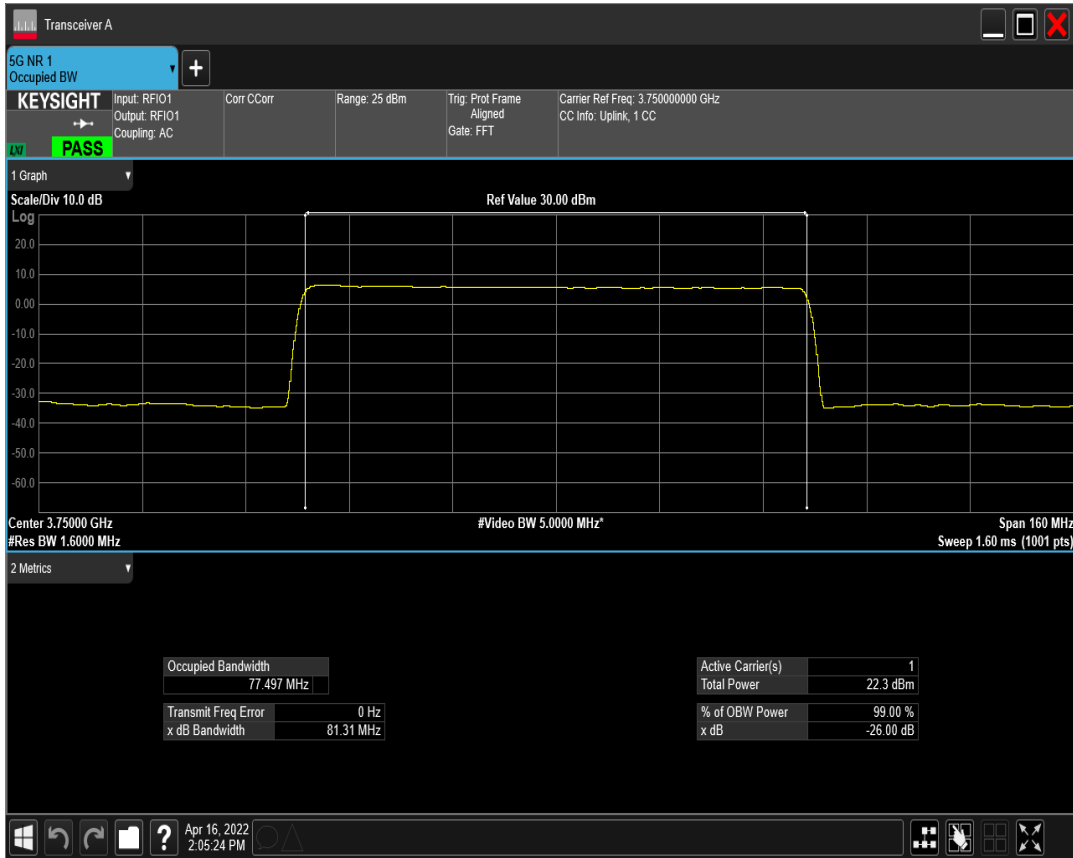 Transceiver A
5G NR 1
Occupied BW
+
KEYSIGHT
LXI
PASS
Input: RFIO1
Output: RFIO1
Coupling: AC
Corr CCorr
Range: 25 dBm
Trig: Prot Frame
Aligned
Gate: FFT
Carrier Ref Freq: 3.750000000 GHz
CC Info: Uplink, 1 CC
1 Graph
Scale/Div 10.0 dB
Ref Value 30.00 dBm
Log
20.0
10.0
0.00
-10.0
-20.0
-30.0
-40.0
-50.0
-60.0
Center 3.75000 GHz
#Video BW 5.0000 MHz*
Span 160 MHz
#Res BW 1.6000 MHz
Sweep 1.60 ms (1001 pts)
2 Metrics
Occupied Bandwidth
77.497 MHz
Transmit Freq Error 0 Hz
x dB Bandwidth 81.31 MHz
Active Carrier(s) 1
Total Power 22.3 dBm
% of OBW Power 99.00 %
x dB -26.00 dB
?
Apr 16, 2022
2:05:24 PM